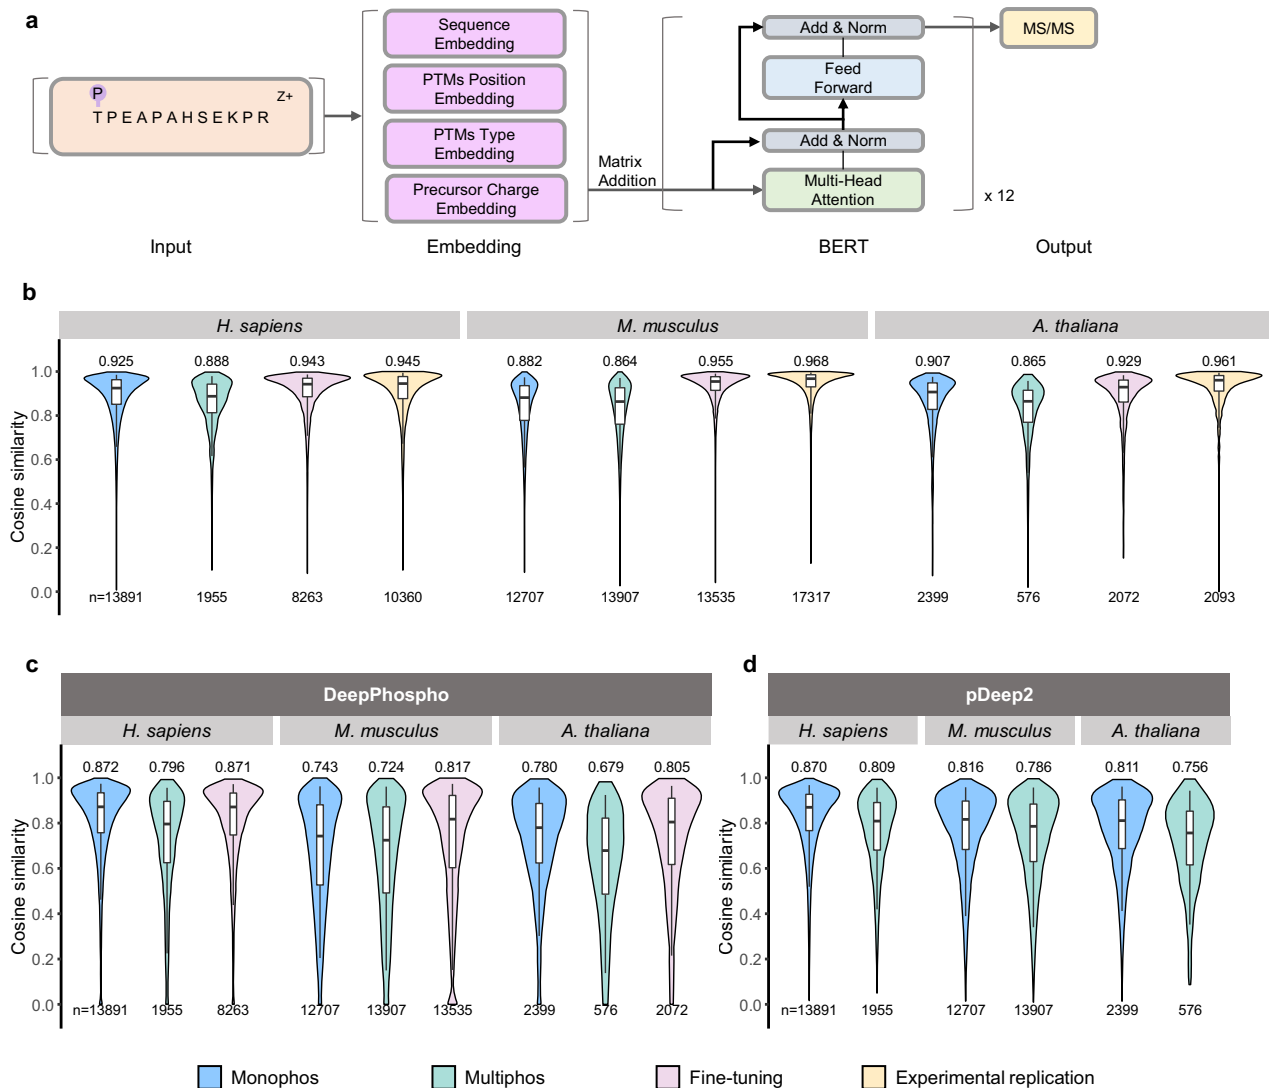 a
Sequence
Embedding
PTMs Position
Embedding
PTMs Type
Embedding
Precursor Charge
Embedding
P
Z+
T P E A P A H S E K P R
Matrix
Addition
Add & Norm
Feed
Forward
Add & Norm
Multi-Head
Attention
x 12
MS/MS
Input
Embedding
BERT
Output
b
H. sapiens
M. musculus
A. thaliana
0.925 0.888 0.943 0.945 0.882 0.864 0.955 0.968 0.907 0.865 0.929 0.961
Cosine similarity
1.0
0.8
0.6
0.4
0.2
0.0
n=13891 1955 8263 10360 12707 13907 13535 17317 2399 576 2072 2093
c
DeepPhospho
H. sapiens M. musculus A. thaliana
0.872 0.796 0.871 0.743 0.724 0.817 0.780 0.679 0.805
Cosine similarity
1.0
0.8
0.6
0.4
0.2
0.0
n=13891 1955 8263 12707 13907 13535 2399 576 2072
d
pDeep2
H. sapiens M. musculus A. thaliana
0.870 0.809 0.816 0.786 0.811 0.756
Cosine similarity
1.0
0.8
0.6
0.4
0.2
0.0
n=13891 1955 12707 13907 2399 576
Monophos Multiphos Fine-tuning Experimental replication